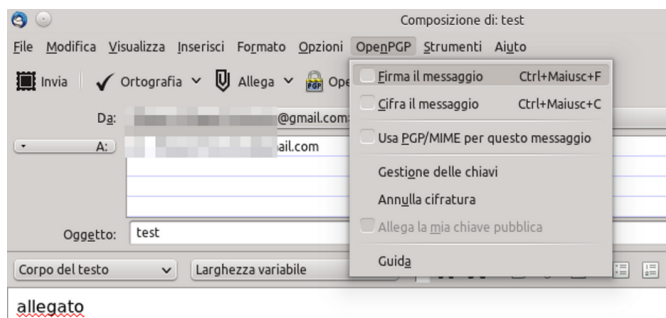 Composizione di: test
File Modifica Visualizza Inserisci Formato Opzioni OpenPGP Strumenti Aiuto
Invia Ortografia Allega Ope
Firma il messaggio Ctrl+Maiusc+F
Cifra il messaggio Ctrl+Maiusc+C
Usa PGP/MIME per questo messaggio
Gestione delle chiavi
Annulla cifratura
Allega la mia chiave pubblica
Guida
Da: @gmail.com
A: ail.com
Oggetto: test
Corpo del testo Larghezza variabile
allegato